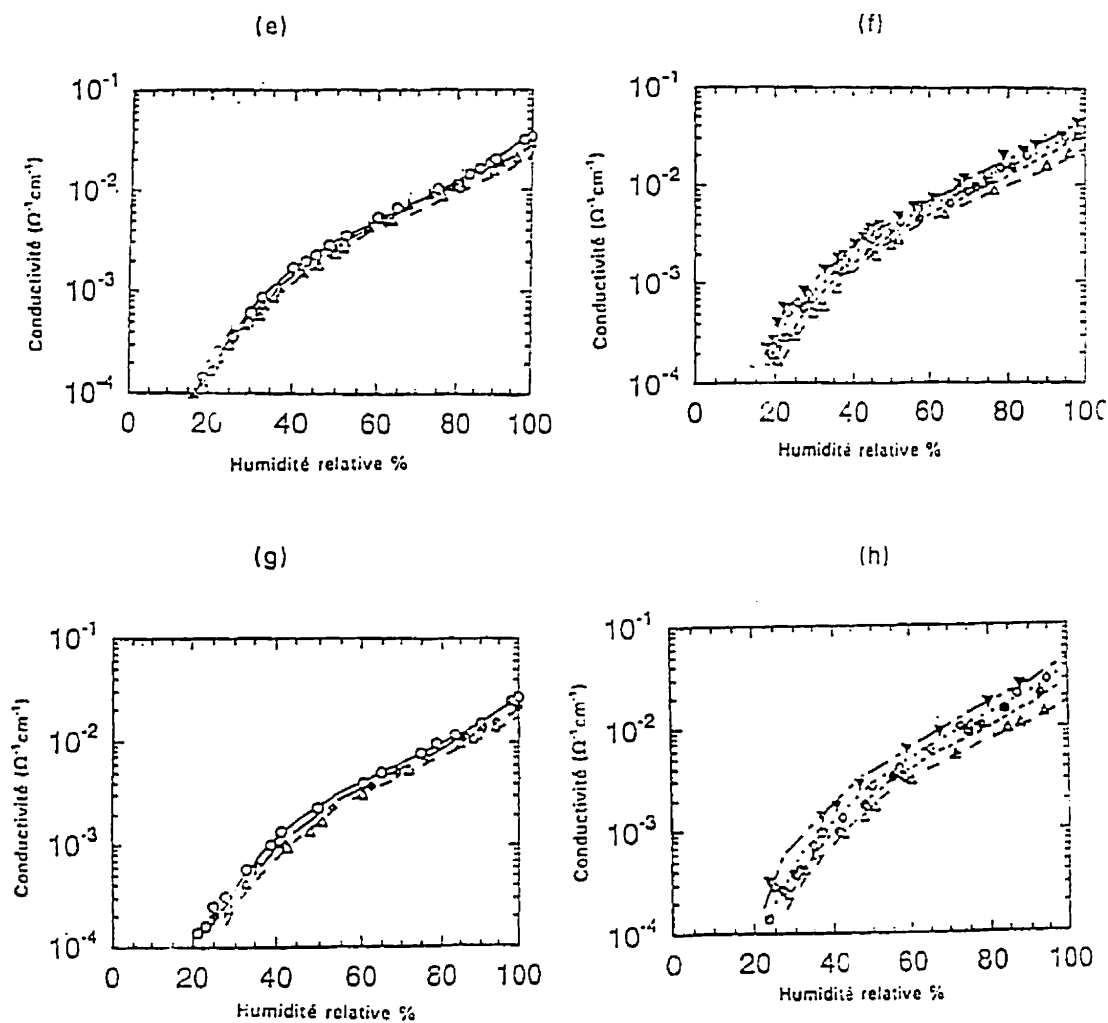 (e)
(f)
Conductivité (Ω⁻¹cm⁻¹)
10⁻¹
10⁻²
10⁻³
10⁻⁴
0 20 40 60 80 100
Humidité relative %
Conductivité (Ω⁻¹cm⁻¹)
10⁻¹
10⁻²
10⁻³
10⁻⁴
0 20 40 60 80 100
Humidité relative %
(g)
(h)
Conductivité (Ω⁻¹cm⁻¹)
10⁻¹
10⁻²
10⁻³
10⁻⁴
0 20 40 60 80 100
Humidité relative %
Conductivité (Ω⁻¹cm⁻¹)
10⁻¹
10⁻²
10⁻³
10⁻⁴
0 20 40 60 80 100
Humidité relative %